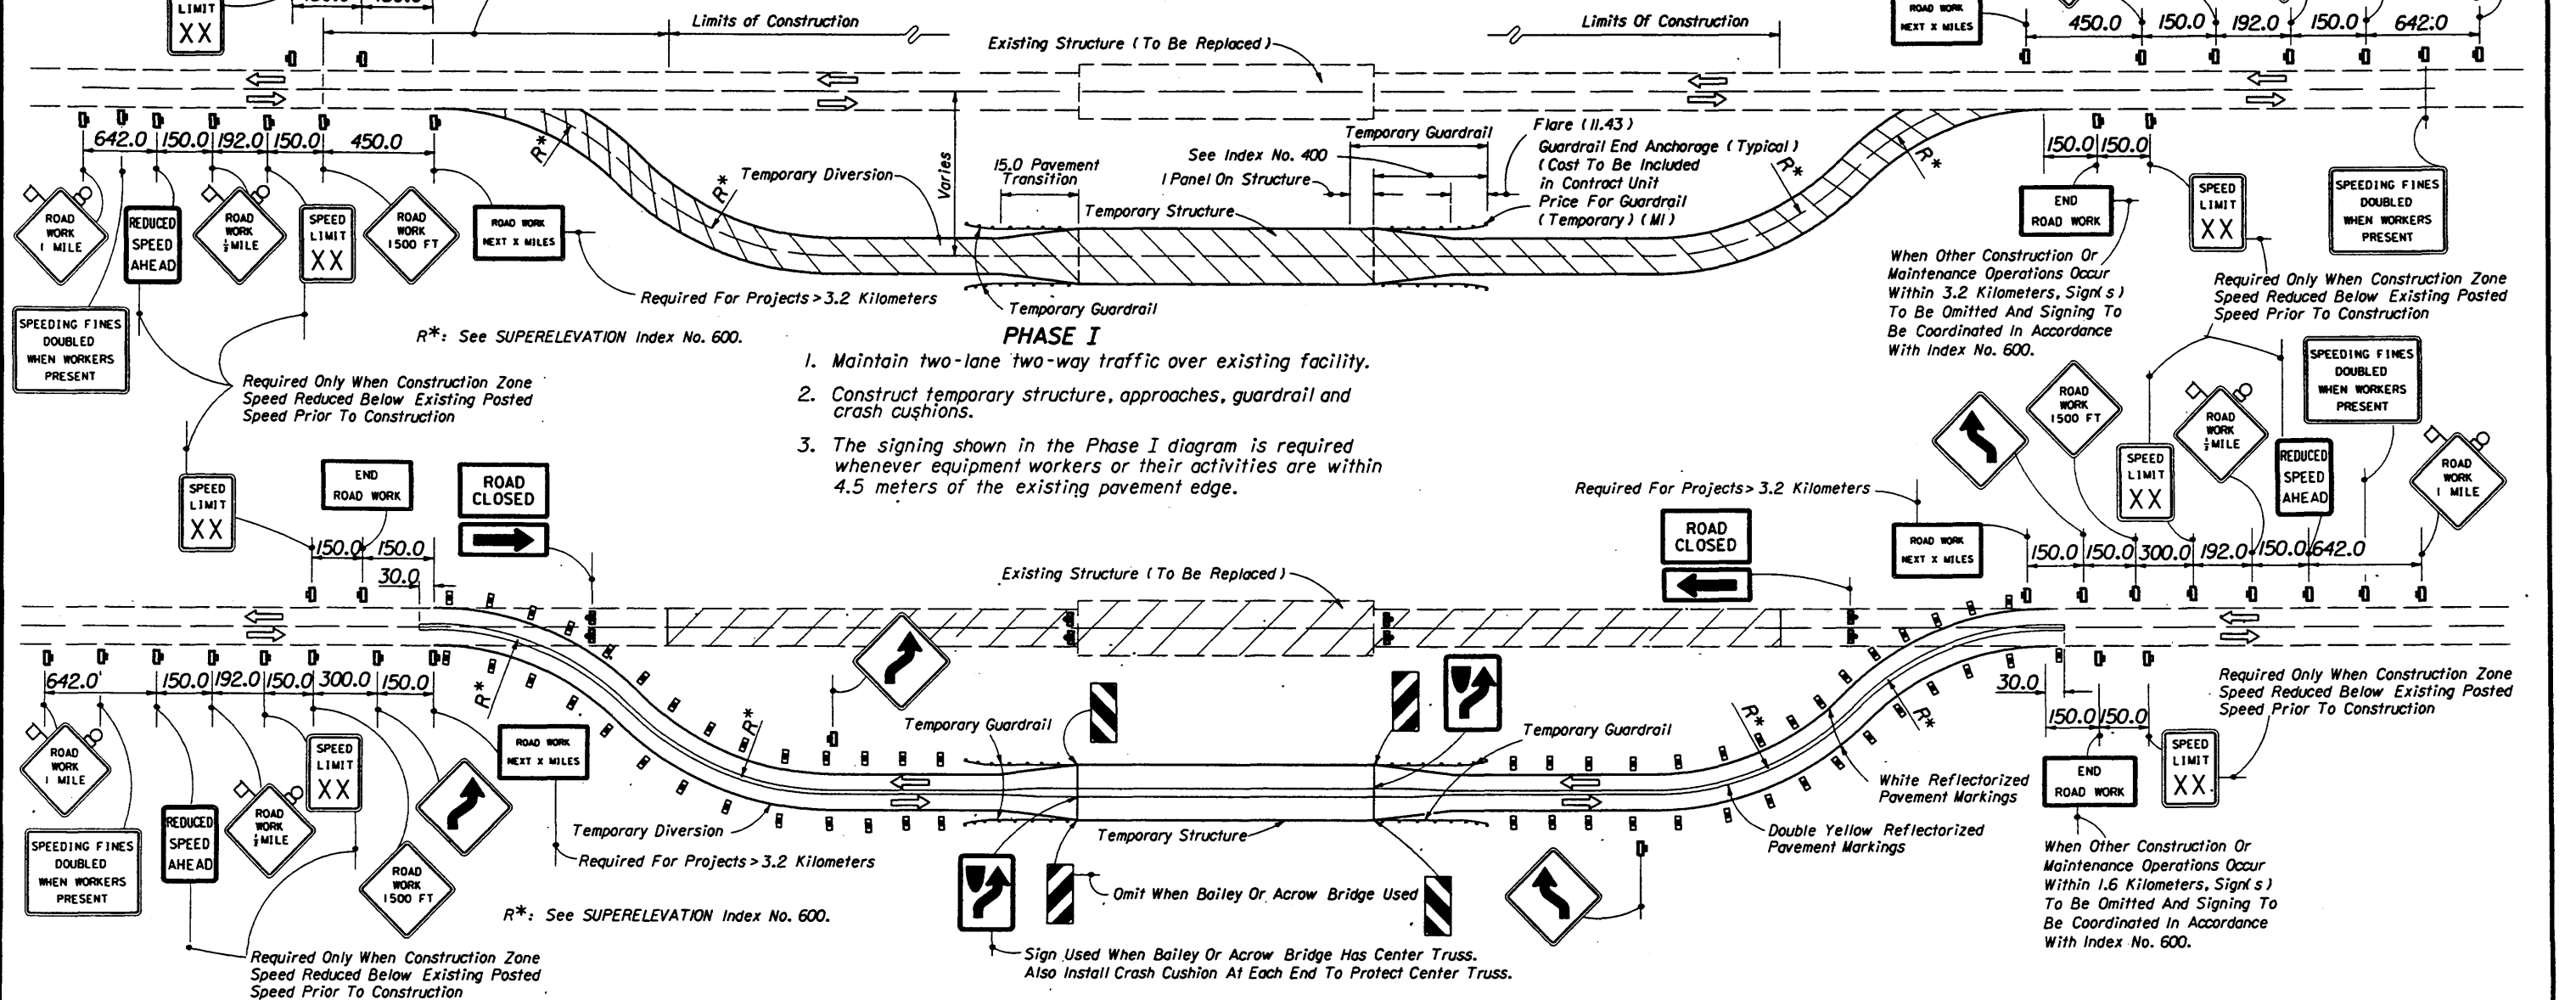 LIMIT
XX
Limits of Construction
Existing Structure ( To Be Replaced )
Limits Of Construction
ROAD WORK
NEXT X MILES
450.0 150.0 192.0 150.0 642.0
642.0 150.0 192.0 150.0 450.0
ROAD
WORK
1 MILE
REDUCED
SPEED
AHEAD
ROAD
WORK
½ MILE
SPEED
LIMIT
XX
ROAD
WORK
1500 FT
ROAD WORK
NEXT X MILES
SPEEDING FINES
DOUBLED
WHEN WORKERS
PRESENT
R*
R*
Temporary Diversion
Varies
15.0 Pavement
Transition
Temporary Guardrail
See Index No. 400
1 Panel On Structure
Temporary Structure
Flare ( 11.43 )
Guardrail End Anchorage ( Typical )
( Cost To Be Included
in Contract Unit
Price For Guardrail
( Temporary ) ( MI )
R*
R*
150.0 150.0
END
ROAD WORK
SPEED
LIMIT
XX
SPEEDING FINES
DOUBLED
WHEN WORKERS
PRESENT
When Other Construction Or
Maintenance Operations Occur
Within 3.2 Kilometers, Sign( s )
To Be Omitted And Signing To
Be Coordinated In Accordance
With Index No. 600.
Required Only When Construction Zone
Speed Reduced Below Existing Posted
Speed Prior To Construction
Required For Projects > 3.2 Kilometers
Temporary Guardrail
R*: See SUPERELEVATION Index No. 600.
Required Only When Construction Zone
Speed Reduced Below Existing Posted
Speed Prior To Construction
PHASE I
1. Maintain two-lane two-way traffic over existing facility.
2. Construct temporary structure, approaches, guardrail and
crash cushions.
3. The signing shown in the Phase I diagram is required
whenever equipment workers or their activities are within
4.5 meters of the existing pavement edge.
SPEED
LIMIT
XX
END
ROAD WORK
ROAD
CLOSED
150.0 150.0
30.0
Existing Structure ( To Be Replaced )
Required For Projects > 3.2 Kilometers
ROAD
CLOSED
ROAD WORK
NEXT X MILES
ROAD
WORK
1500 FT
SPEED
LIMIT
XX
ROAD
WORK
½ MILE
REDUCED
SPEED
AHEAD
SPEEDING FINES
DOUBLED
WHEN WORKERS
PRESENT
ROAD
WORK
1 MILE
150.0 150.0 300.0 192.0 150.0 642.0
642.0 150.0 192.0 150.0 300.0 150.0
ROAD
WORK
1 MILE
SPEEDING FINES
DOUBLED
WHEN WORKERS
PRESENT
REDUCED
SPEED
AHEAD
ROAD
WORK
½ MILE
SPEED
LIMIT
XX
ROAD
WORK
1500 FT
ROAD WORK
NEXT X MILES
R*
R*
Temporary Diversion
Required For Projects > 3.2 Kilometers
R*: See SUPERELEVATION Index No. 600.
Required Only When Construction Zone
Speed Reduced Below Existing Posted
Speed Prior To Construction
Temporary Guardrail
Temporary Guardrail
Temporary Structure
Omit When Bailey Or Acrow Bridge Used
Sign Used When Bailey Or Acrow Bridge Has Center Truss.
Also Install Crash Cushion At Each End To Protect Center Truss.
R*
R*
White Reflectorized
Pavement Markings
Double Yellow Reflectorized
Pavement Markings
30.0
150.0 150.0
END
ROAD WORK
SPEED
LIMIT
XX
Required Only When Construction Zone
Speed Reduced Below Existing Posted
Speed Prior To Construction
When Other Construction Or
Maintenance Operations Occur
Within 1.6 Kilometers, Sign( s )
To Be Omitted And Signing To
Be Coordinated In Accordance
With Index No. 600.